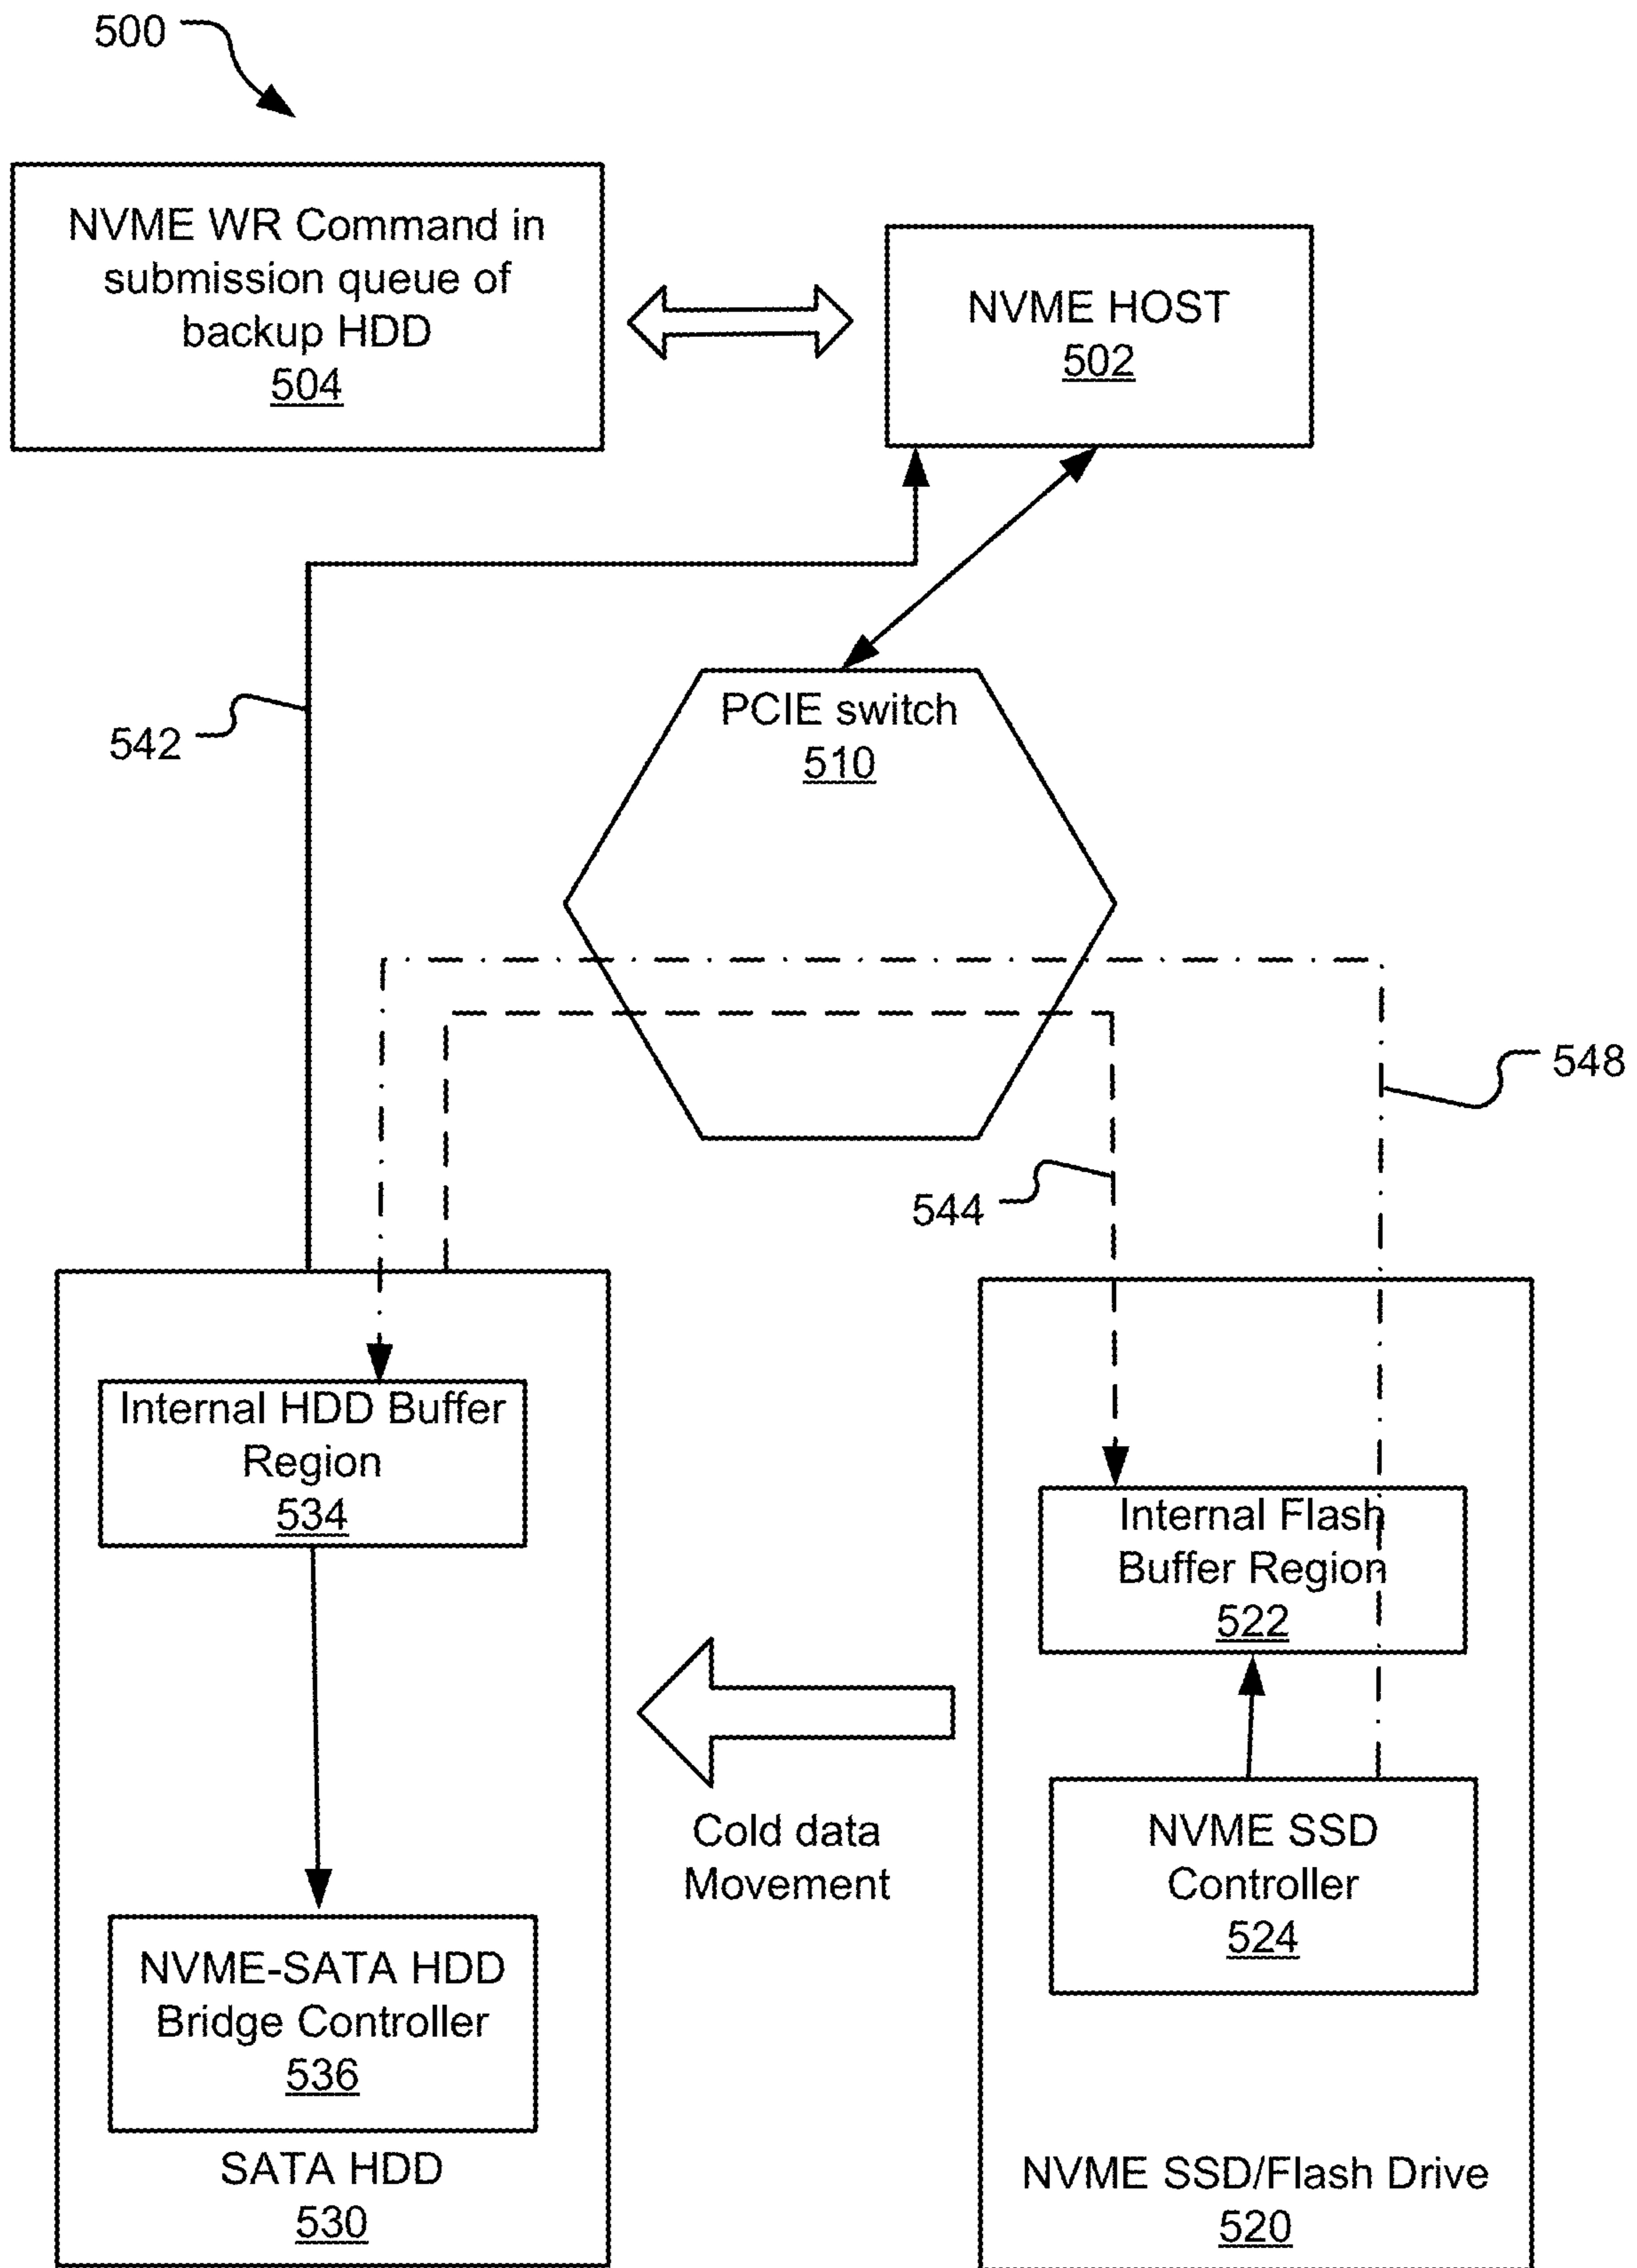 500
NVME WR Command in
submission queue of
backup HDD
504
NVME HOST
502
542
PCIE switch
510
548
544
Internal HDD Buffer
Region
534
Internal Flash
Buffer Region
522
Cold data
Movement
NVME SSD
Controller
524
NVME-SATA HDD
Bridge Controller
536
SATA HDD
530
NVME SSD/Flash Drive
520